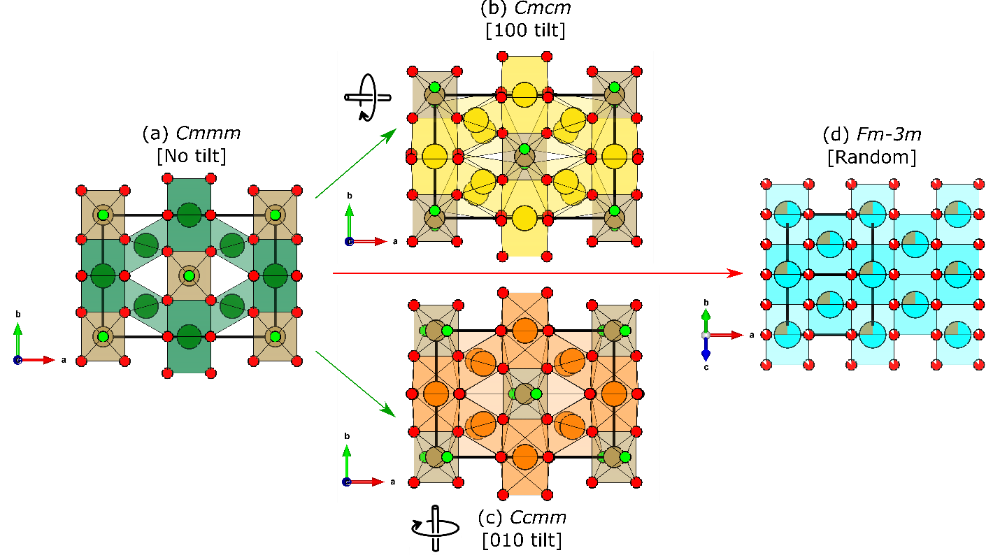 (b) Cmcm
[100 tilt]
(a) Cmmm
[No tilt]
(d) Fm-3m
[Random]
b
a
b
a
b
a
c
b
a
(c) Ccmm
[010 tilt]